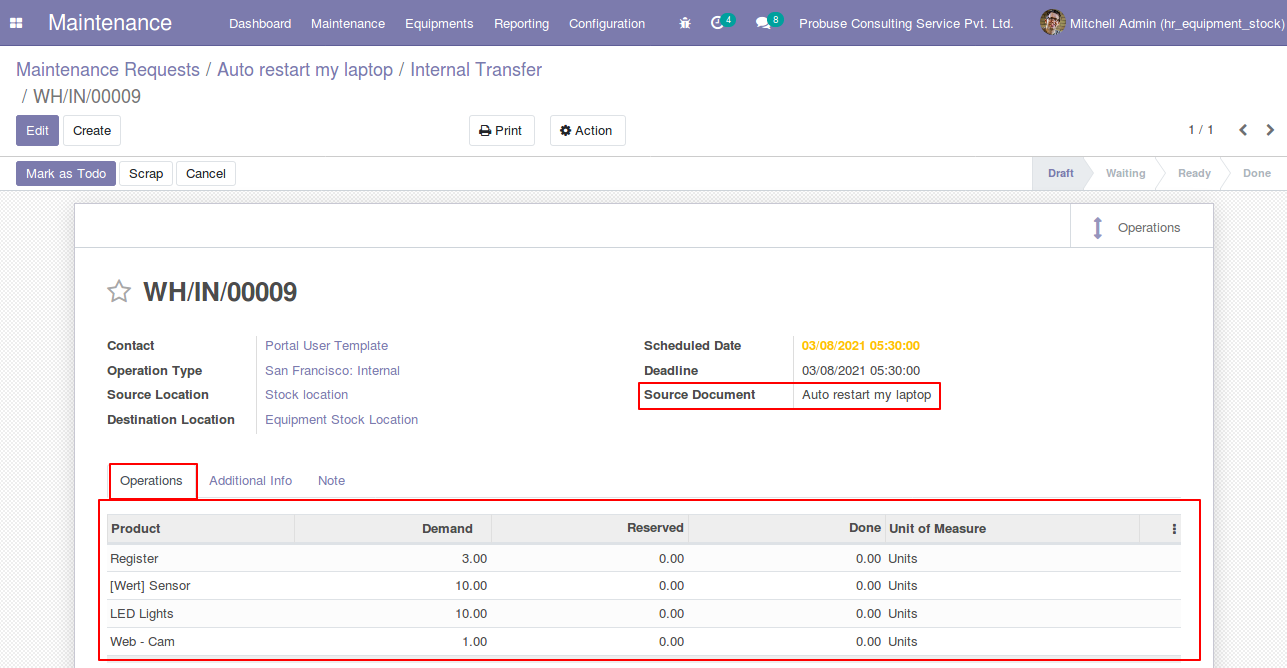 Maintenance Dashboard Maintenance Equipments Reporting Configuration 4 8 Probuse Consulting Service Pvt. Ltd. Mitchell Admin (hr_equipment_stock)
Maintenance Requests / Auto restart my laptop / Internal Transfer
/ WH/IN/00009
Edit Create Print Action 1 / 1
Mark as Todo Scrap Cancel Draft Waiting Ready Done
Operations
WH/IN/00009
Contact Portal User Template Scheduled Date 03/08/2021 05:30:00
Operation Type San Francisco: Internal Deadline 03/08/2021 05:30:00
Source Location Stock location Source Document Auto restart my laptop
Destination Location Equipment Stock Location
Operations Additional Info Note
Product Demand Reserved Done Unit of Measure
Register 3.00 0.00 0.00 Units
[Wert] Sensor 10.00 0.00 0.00 Units
LED Lights 10.00 0.00 0.00 Units
Web - Cam 1.00 0.00 0.00 Units